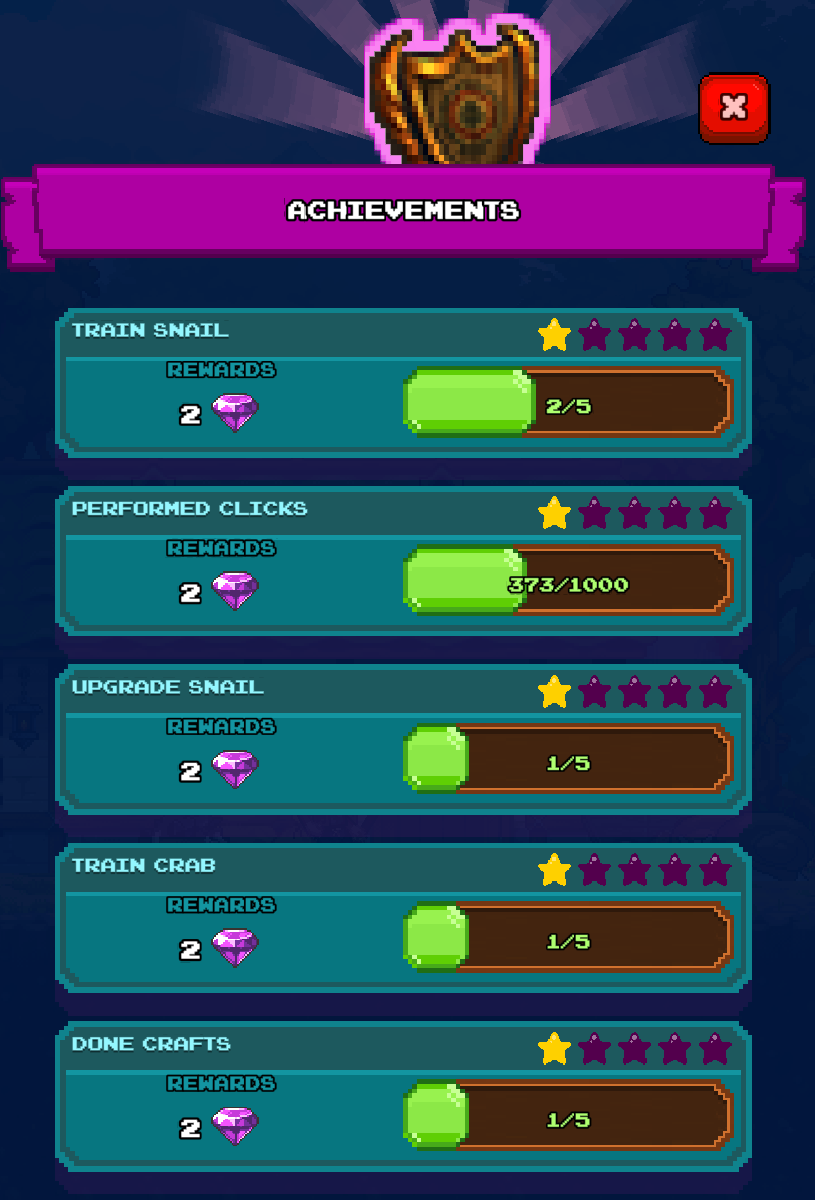 ACHIEVEMENTS
TRAIN SNAIL
REWARDS
2
2/5
PERFORMED CLICKS
REWARDS
2
373/1000
UPGRADE SNAIL
REWARDS
2
1/5
TRAIN CRAB
REWARDS
2
1/5
DONE CRAFTS
REWARDS
2
1/5